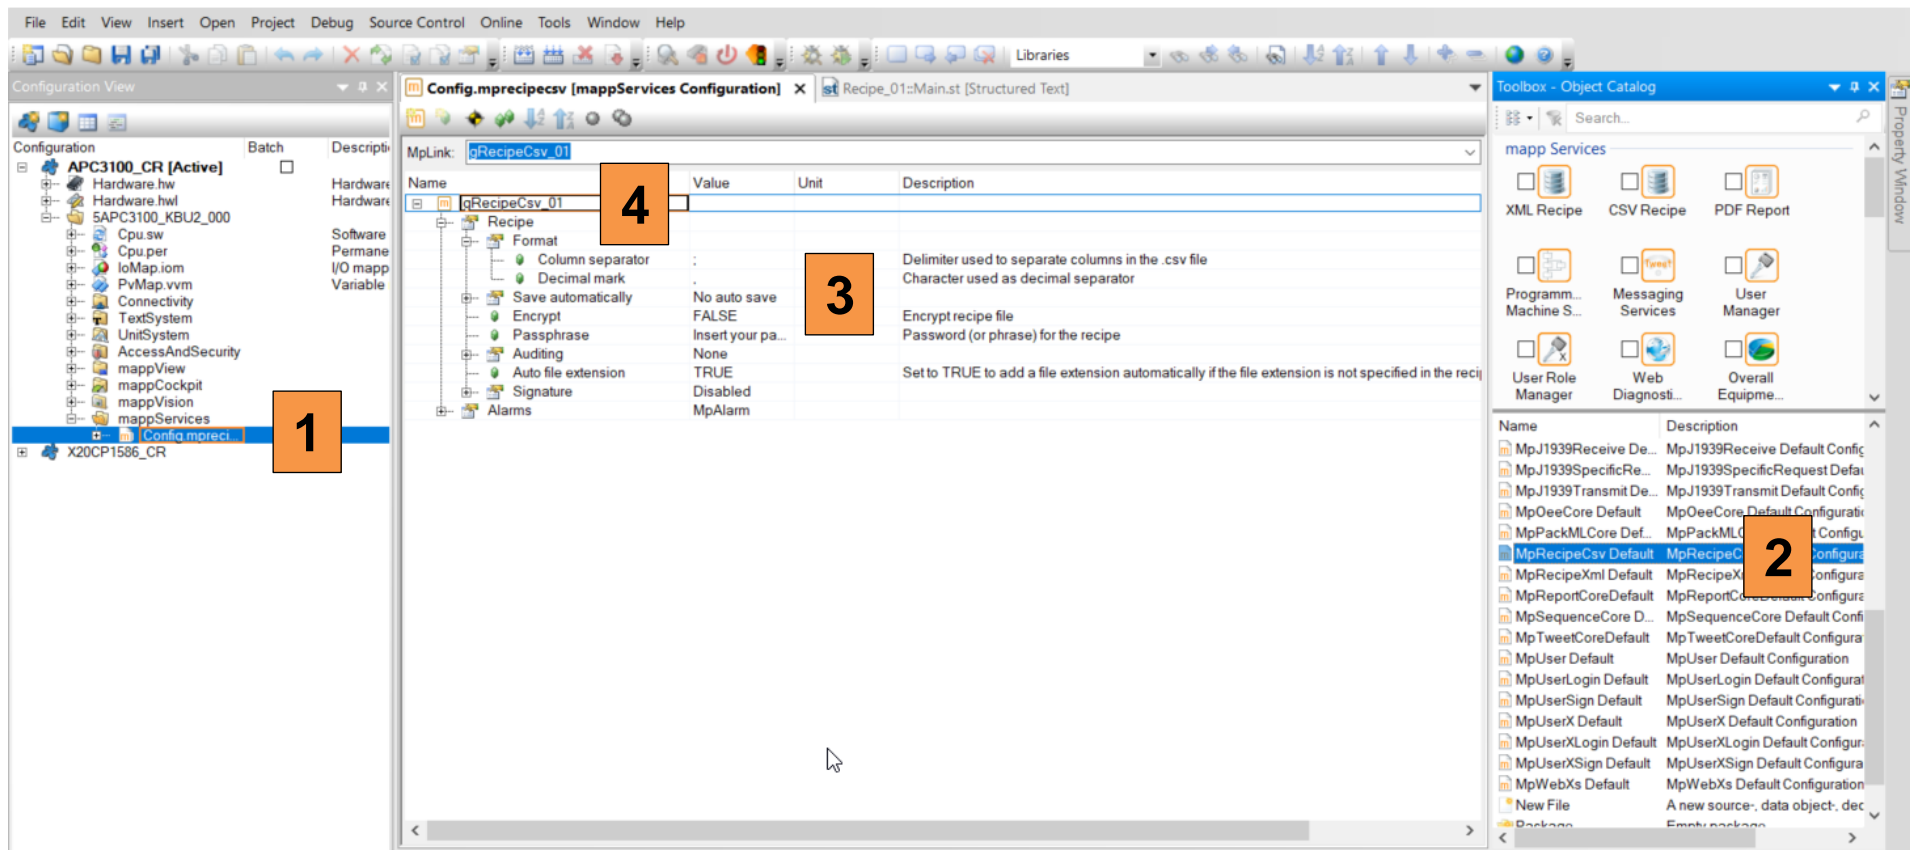 File Edit View Insert Open Project Debug Source Control Online Tools Window Help
Libraries
Configuration View
Configuration Batch Descripti
APC3100_CR [Active]
Hardware.hw Hardware
Hardware.hwl Hardware
5APC3100_KBU2_000
Cpu.sw Software
Cpu.per Permane
IoMap.iom I/O mapp
PvMap.vvm Variable
Connectivity
TextSystem
UnitSystem
AccessAndSecurity
mappView
mappCockpit
mappVision
mappServices
Config.mpreci...
X20CP1586_CR
1
Config.mprecipecsv [mappServices Configuration] Recipe_01::Main.st [Structured Text]
MpLink: gRecipeCsv_01
Name Value Unit Description
gRecipeCsv_01
Recipe
Format
Column separator ; Delimiter used to separate columns in the .csv file
Decimal mark , Character used as decimal separator
Save automatically No auto save
Encrypt FALSE Encrypt recipe file
Passphrase Insert your pa... Password (or phrase) for the recipe
Auditing None
Auto file extension TRUE Set to TRUE to add a file extension automatically if the file extension is not specified in the reci
Signature Disabled
Alarms MpAlarm
4
3
Toolbox - Object Catalog
Search...
mapp Services
XML Recipe CSV Recipe PDF Report
Programm... Messaging User
Machine S... Services Manager
User Role Web Overall
Manager Diagnosti... Equipme...
Name Description
MpJ1939Receive De... MpJ1939Receive Default Config
MpJ1939SpecificRe... MpJ1939SpecificRequest Defau
MpJ1939Transmit De... MpJ1939Transmit Default Config
MpOeeCore Default MpOeeCore Default Configuratio
MpPackMLCore Def... MpPackMLC t Configu
MpRecipeCsv Default MpRecipeC onfigura
MpRecipeXml Default MpRecipeX onfigura
MpReportCoreDefault MpReportCoreDefault Configura
MpSequenceCore D... MpSequenceCore Default Confi
MpTweetCoreDefault MpTweetCoreDefault Configurat
MpUser Default MpUser Default Configuration
MpUserLogin Default MpUserLogin Default Configurat
MpUserSign Default MpUserSign Default Configurati
MpUserX Default MpUserX Default Configuration
MpUserXLogin Default MpUserXLogin Default Configur
MpUserXSign Default MpUserXSign Default Configura
MpWebXs Default MpWebXs Default Configuration
New File A new source-, data object-, dec
Package Empty package
2
Property Window